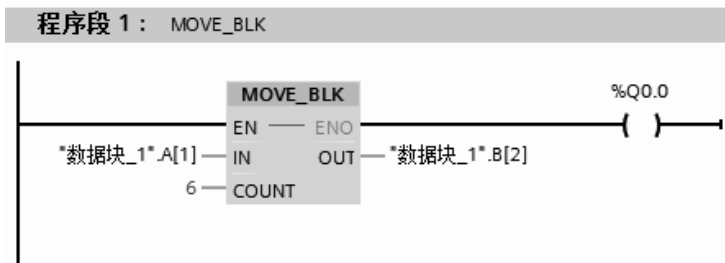 程序段 1： MOVE_BLK
MOVE_BLK
%Q0.0
EN ENO
"数据块_1".A[1] IN OUT "数据块_1".B[2]
6 COUNT